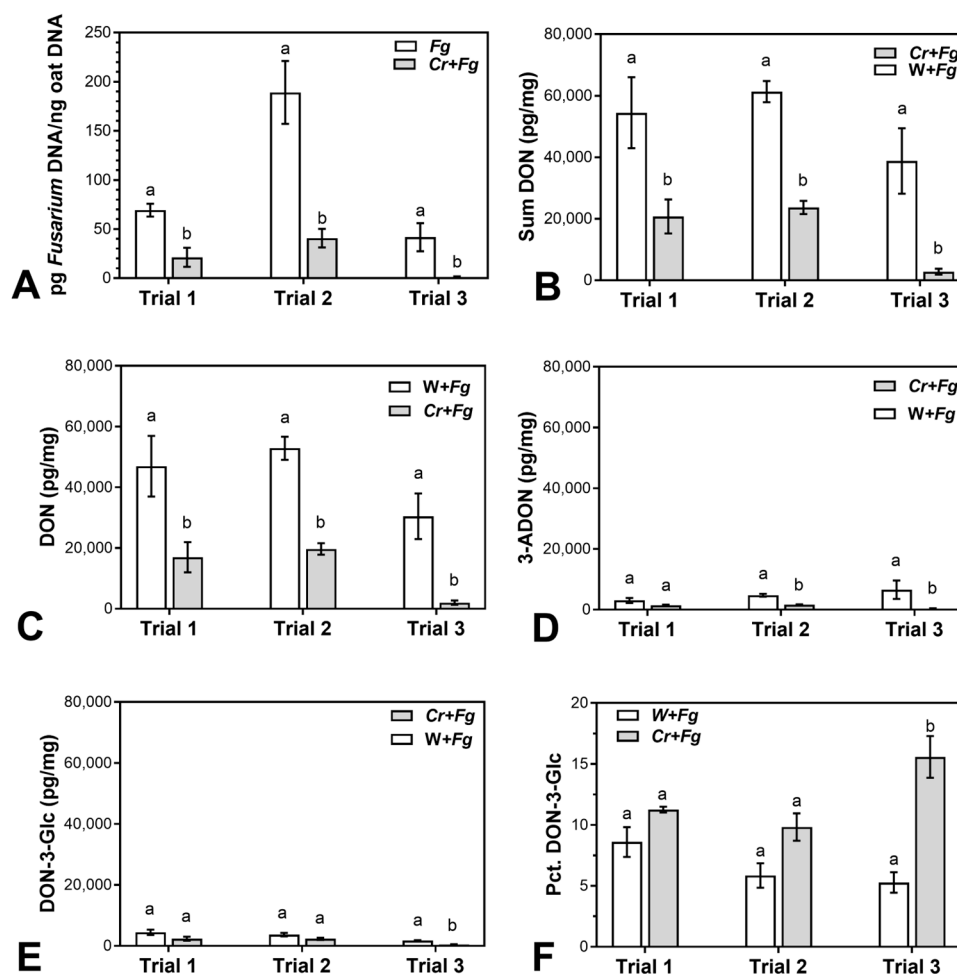 250
200
150
100
50
0
pg Fusarium DNA/ng oat DNA
a
b
a
b
a
b
Fg
Cr+Fg
Trial 1 Trial 2 Trial 3
A
80,000
60,000
40,000
20,000
0
Sum DON (pg/mg)
a
b
a
b
a
b
Cr+Fg
W+Fg
Trial 1 Trial 2 Trial 3
B
80,000
60,000
40,000
20,000
0
DON (pg/mg)
a
b
a
b
a
b
W+Fg
Cr+Fg
Trial 1 Trial 2 Trial 3
C
80,000
60,000
40,000
20,000
0
3-ADON (pg/mg)
a
a
a
b
a
b
Cr+Fg
W+Fg
Trial 1 Trial 2 Trial 3
D
80,000
60,000
40,000
20,000
0
DON-3-Glc (pg/mg)
a
a
a
a
a
b
Cr+Fg
W+Fg
Trial 1 Trial 2 Trial 3
E
20
15
10
5
0
Pct. DON-3-Glc
a
a
a
a
a
b
W+Fg
Cr+Fg
Trial 1 Trial 2 Trial 3
F